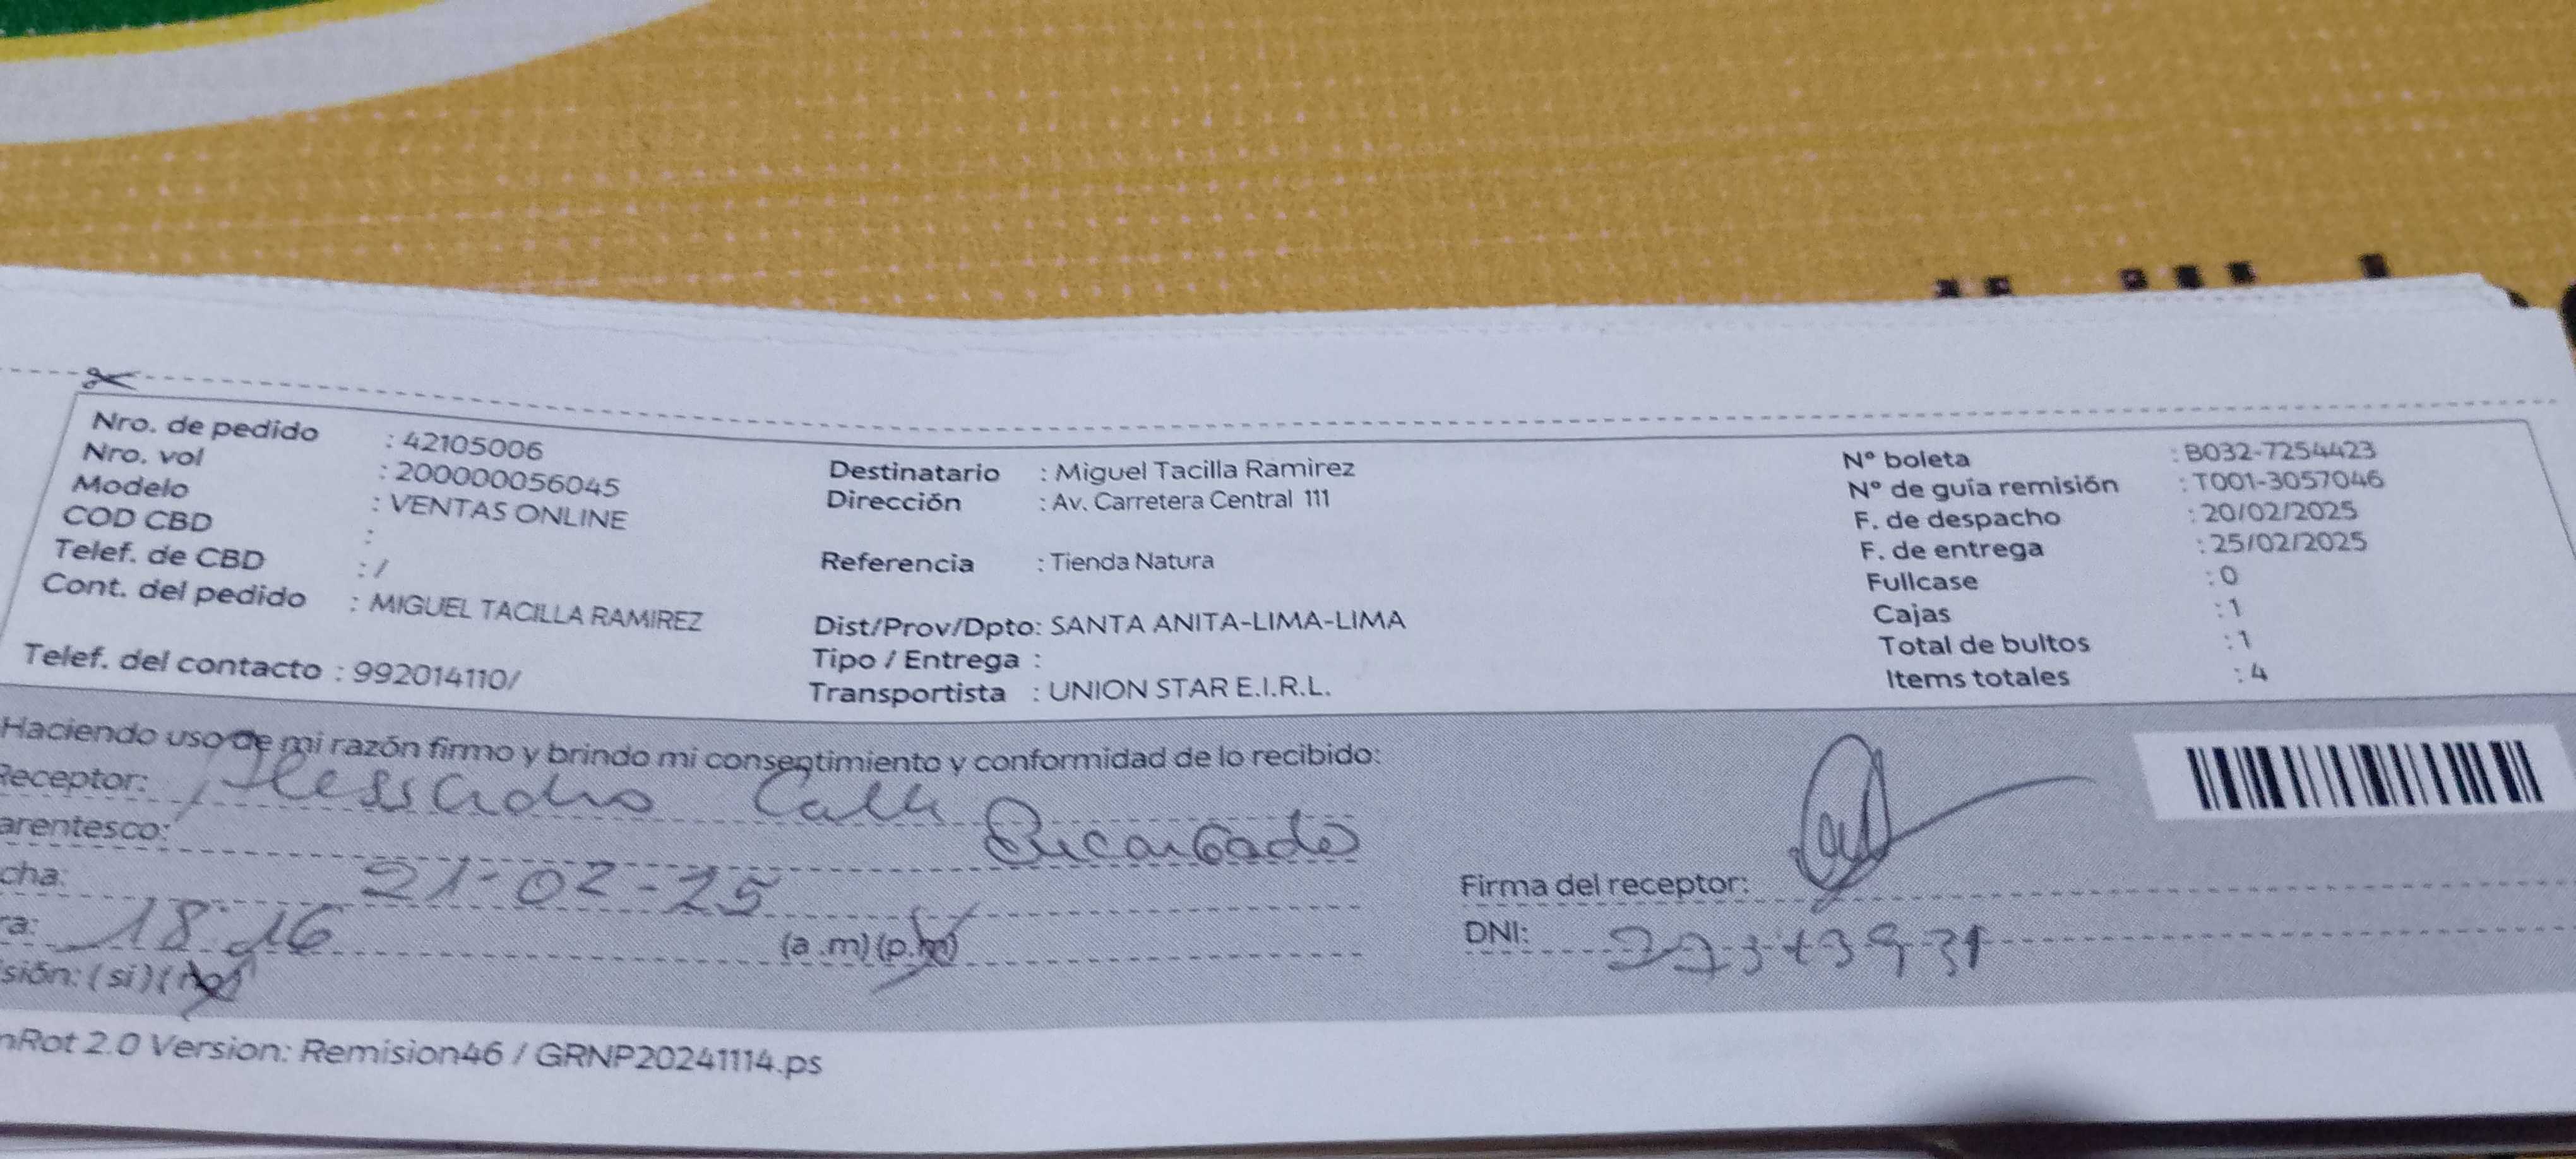 Nro. de pedido : 42105006
Nro. vol : 200000056045
Modelo : VENTAS ONLINE
COD CBD :
Telef. de CBD : /
Cont. del pedido : MIGUEL TACILLA RAMIREZ
Telef. del contacto : 992014110/
Destinatario : Miguel Tacilla Ramirez
Dirección : Av. Carretera Central 111
Referencia : Tienda Natura
Dist/Prov/Dpto: SANTA ANITA-LIMA-LIMA
Tipo / Entrega :
Transportista : UNION STAR E.I.R.L.
N° boleta : B032-7254423
N° de guía remisión : T001-3057046
F. de despacho : 20/02/2025
F. de entrega : 25/02/2025
Fullcase : 0
Cajas : 1
Total de bultos : 1
Items totales : 4
Haciendo uso de mi razón firmo y brindo mi consentimiento y conformidad de lo recibido:
Receptor:
arentesco: Encargado
cha: 21-02-25
ra: 18:16 (a.m)(p.m)
sión: (si)(no)
Firma del receptor:
DNI:
nRot 2.0 Version: Remision46 / GRNP20241114.ps